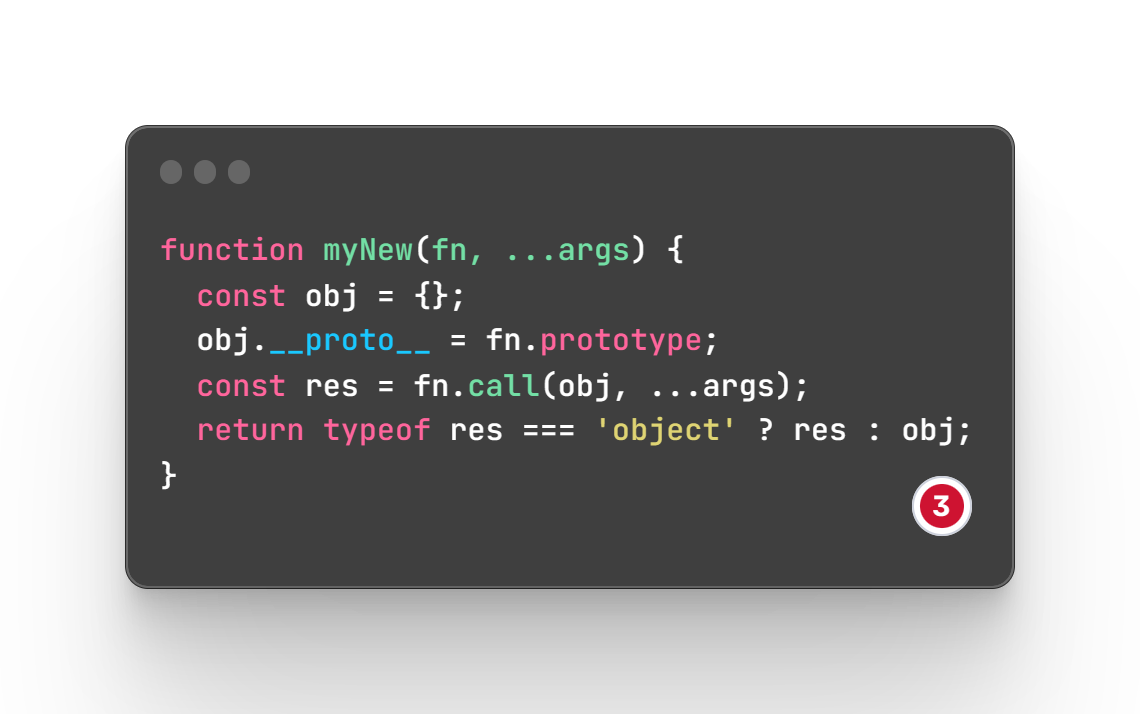 function myNew(fn, ...args) {
  const obj = {};
  obj.__proto__ = fn.prototype;
  const res = fn.call(obj, ...args);
  return typeof res === 'object' ? res : obj;
}
3